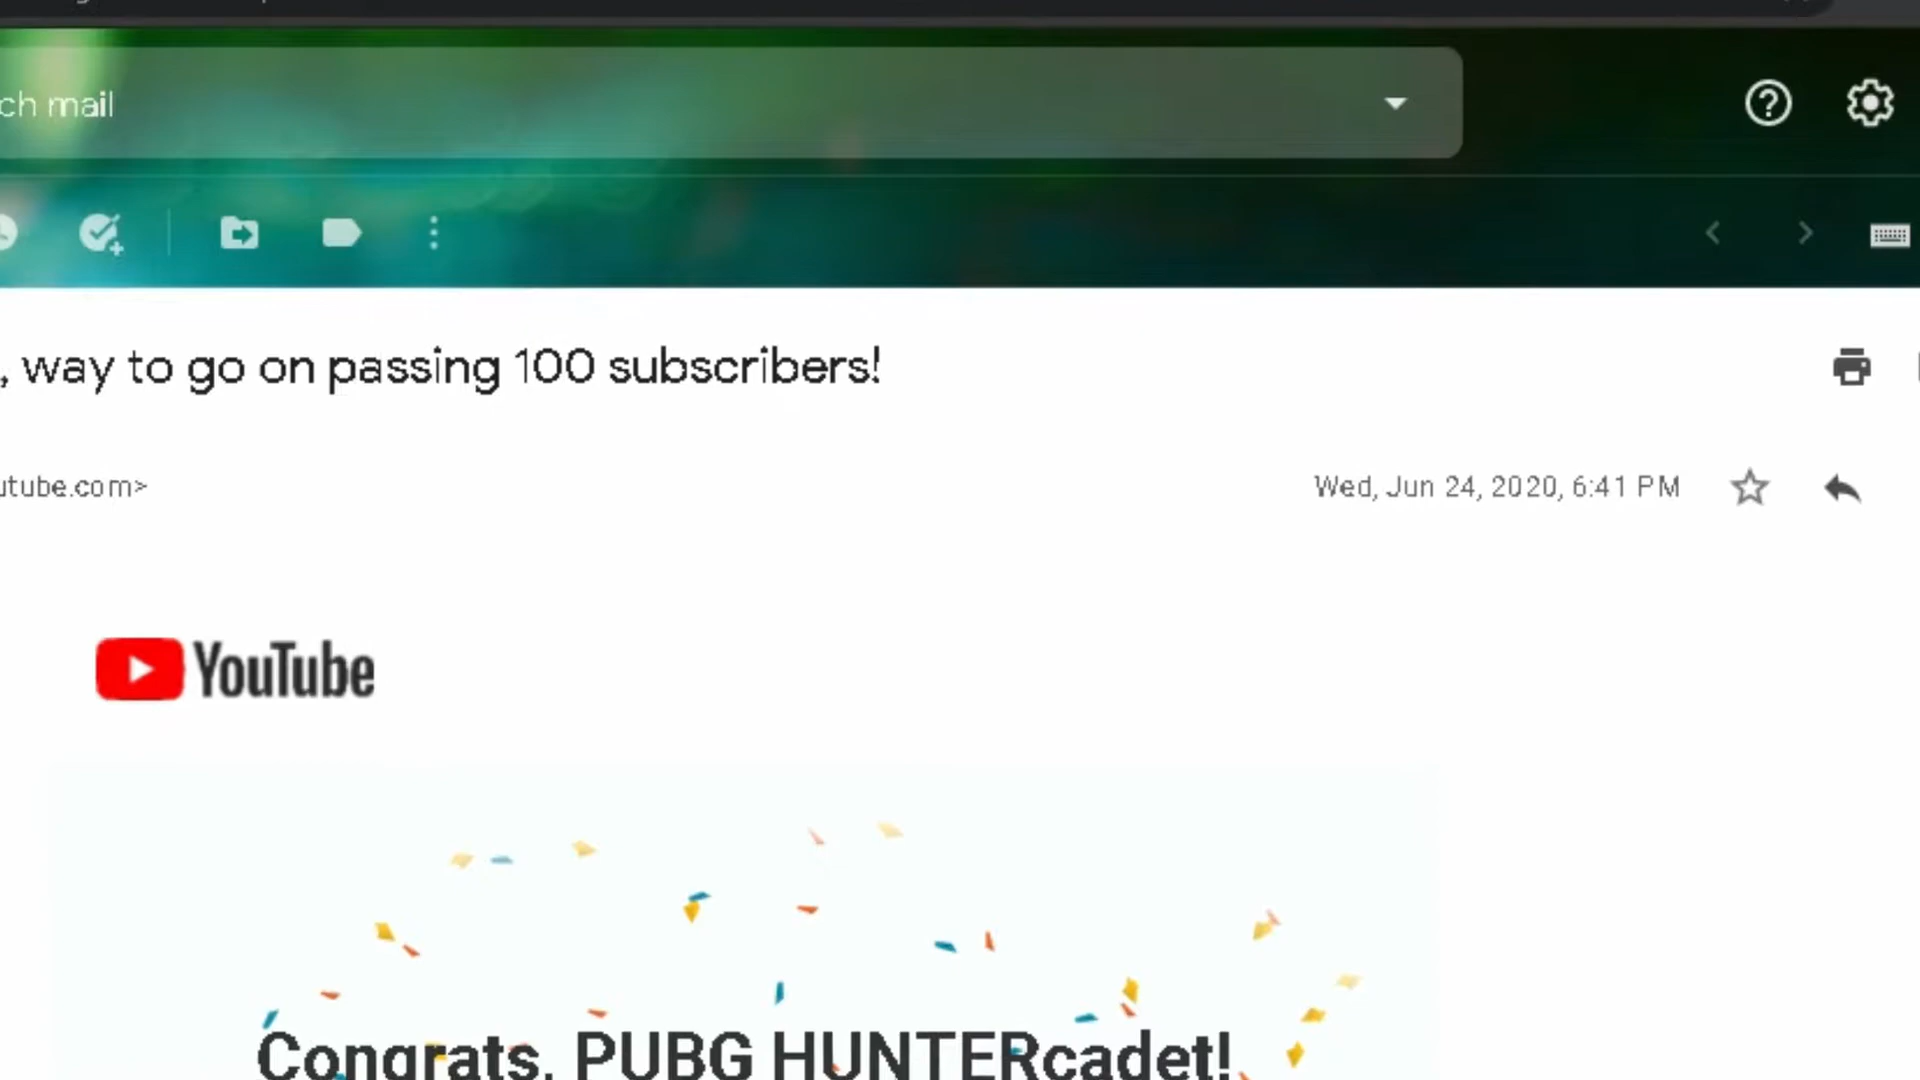 ch mail
, way to go on passing 100 subscribers!
utube.com>
Wed, Jun 24, 2020, 6:41 PM
YouTube
Congrats, PUBG HUNTERcadet!